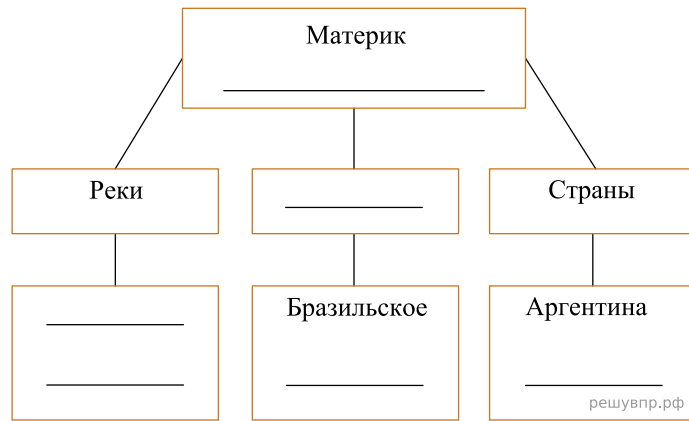 Материк
Реки
Страны
Бразильское
Аргентина
решувпр.рф